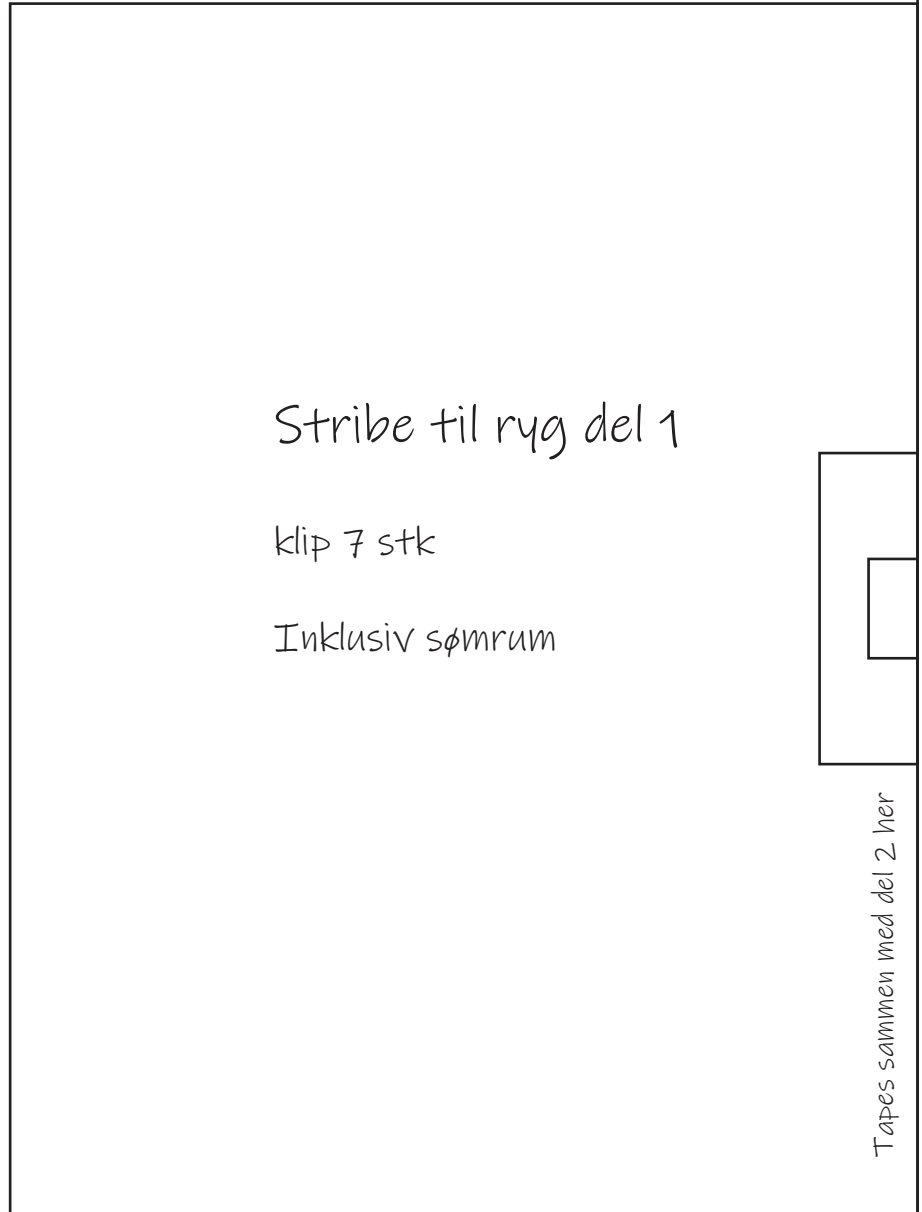 Stribe til ryg del 1
klip 7 stk
Inklusiv sømrum
Tapes sammen med del 2 her